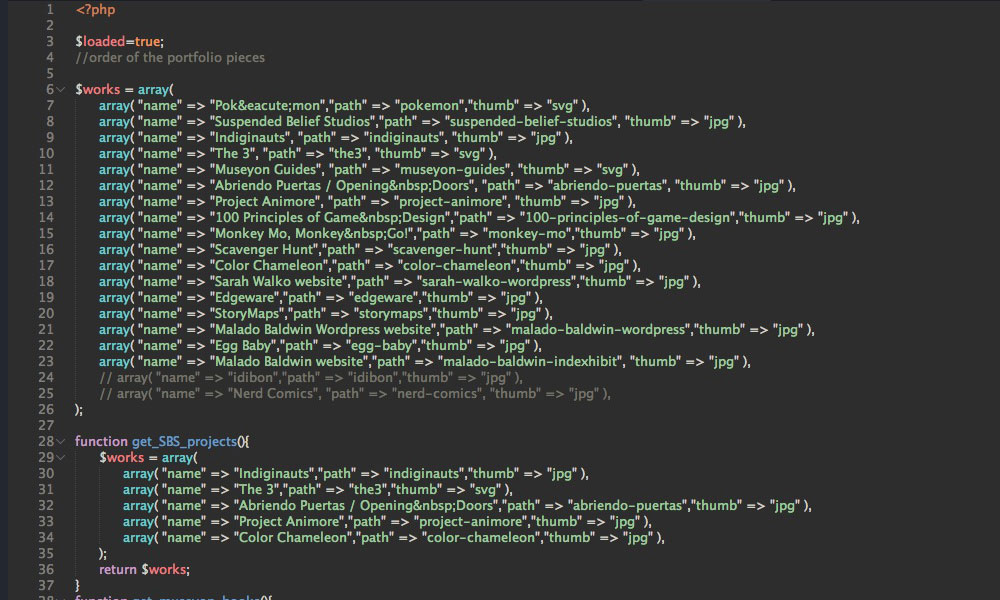 1 <?php
2
3 $loaded=true;
4 //order of the portfolio pieces
5
6 $works = array(
7 array( "name" => "Pok&eacute;mon","path" => "pokemon","thumb" => "svg" ),
8 array( "name" => "Suspended Belief Studios","path" => "suspended-belief-studios", "thumb" => "jpg" ),
9 array( "name" => "Indiginauts", "path" => "indiginauts", "thumb" => "jpg" ),
10 array( "name" => "The 3", "path" => "the3", "thumb" => "svg" ),
11 array( "name" => "Museyon Guides", "path" => "museyon-guides", "thumb" => "svg" ),
12 array( "name" => "Abriendo Puertas / Opening&nbsp;Doors", "path" => "abriendo-puertas", "thumb" => "jpg" ),
13 array( "name" => "Project Animore", "path" => "project-animore", "thumb" => "jpg" ),
14 array( "name" => "100 Principles of Game&nbsp;Design","path" => "100-principles-of-game-design","thumb" => "jpg" ),
15 array( "name" => "Monkey Mo, Monkey&nbsp;Go!","path" => "monkey-mo","thumb" => "jpg" ),
16 array( "name" => "Scavenger Hunt","path" => "scavenger-hunt","thumb" => "jpg" ),
17 array( "name" => "Color Chameleon","path" => "color-chameleon","thumb" => "jpg" ),
18 array( "name" => "Sarah Walko website","path" => "sarah-walko-wordpress","thumb" => "jpg" ),
19 array( "name" => "Edgeware","path" => "edgeware","thumb" => "jpg" ),
20 array( "name" => "StoryMaps","path" => "storymaps","thumb" => "jpg" ),
21 array( "name" => "Malado Baldwin Wordpress website","path" => "malado-baldwin-wordpress","thumb" => "jpg" ),
22 array( "name" => "Egg Baby","path" => "egg-baby","thumb" => "jpg" ),
23 array( "name" => "Malado Baldwin website","path" => "malado-baldwin-indexhibit", "thumb" => "jpg" ),
24 // array( "name" => "idibon","path" => "idibon","thumb" => "jpg" ),
25 // array( "name" => "Nerd Comics", "path" => "nerd-comics", "thumb" => "jpg" ),
26 );
27
28 function get_SBS_projects(){
29 $works = array(
30 array( "name" => "Indiginauts","path" => "indiginauts","thumb" => "jpg" ),
31 array( "name" => "The 3","path" => "the3","thumb" => "svg" ),
32 array( "name" => "Abriendo Puertas / Opening&nbsp;Doors","path" => "abriendo-puertas","thumb" => "jpg" ),
33 array( "name" => "Project Animore","path" => "project-animore","thumb" => "jpg" ),
34 array( "name" => "Color Chameleon","path" => "color-chameleon","thumb" => "jpg" ),
35 );
36 return $works;
37 }
38 function get_museyon_books(){